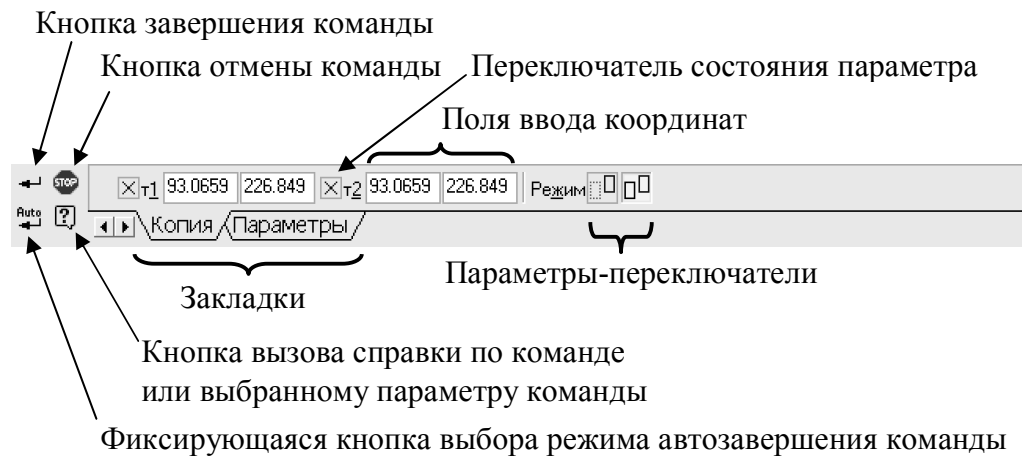 Кнопка завершения команды
Кнопка отмены команды Переключатель состояния параметра
Поля ввода координат
STOP т1 93.0659 226.849 т2 93.0659 226.849 Режим
Auto ? Копия Параметры
Параметры-переключатели
Закладки
Кнопка вызова справки по команде
или выбранному параметру команды
Фиксирующаяся кнопка выбора режима автозавершения команды